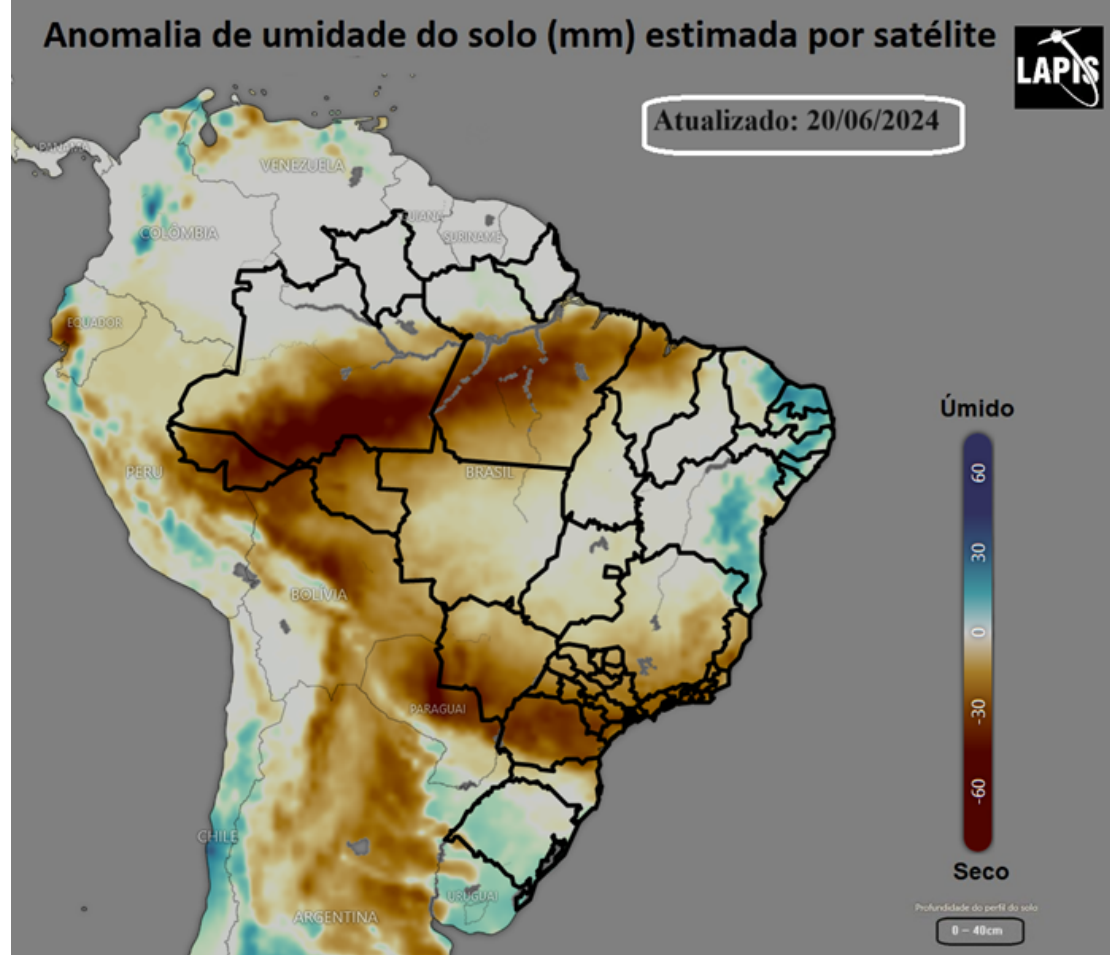 Anomalia de umidade do solo (mm) estimada por satélite
LAPIS
Atualizado: 20/06/2024
PANAMÁ
VENEZUELA
GUIANA
SURINAME
COLÔMBIA
EQUADOR
PERU
BRASIL
BOLÍVIA
PARAGUAI
CHILE
URUGUAI
ARGENTINA
Úmido
60
30
0
-30
-60
Seco
Profundidade do perfil do solo
0 – 40cm